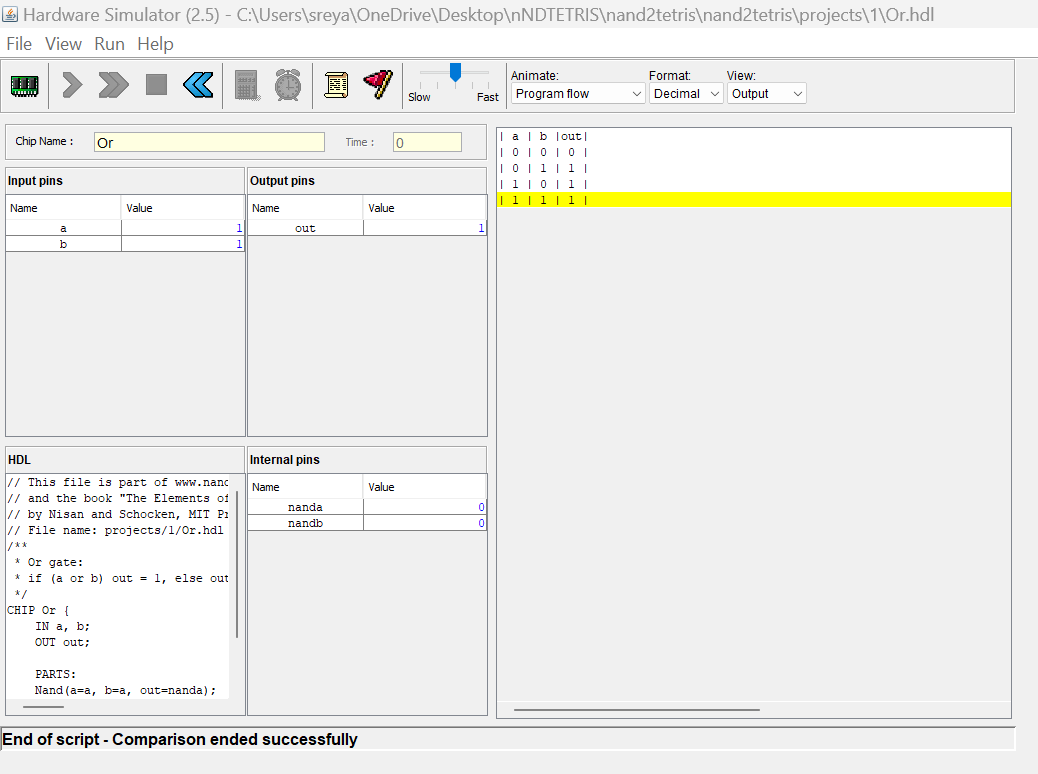 Hardware Simulator (2.5) - C:\Users\sreya\OneDrive\Desktop\nNDTETRIS\nand2tetris\nand2tetris\projects\1\Or.hdl
File View Run Help
Slow Fast
Animate: Format: View:
Program flow Decimal Output
Chip Name : Or Time : 0
Input pins
Name Value
a 1
b 1
Output pins
Name Value
out 1
| a | b |out|
| 0 | 0 | 0 |
| 0 | 1 | 1 |
| 1 | 0 | 1 |
| 1 | 1 | 1 |
HDL
// This file is part of www.nand
// and the book "The Elements of
// by Nisan and Schocken, MIT Pr
// File name: projects/1/Or.hdl
/**
* Or gate:
* if (a or b) out = 1, else out
*/
CHIP Or {
IN a, b;
OUT out;
PARTS:
Nand(a=a, b=a, out=nanda);
Internal pins
Name Value
nanda 0
nandb 0
End of script - Comparison ended successfully